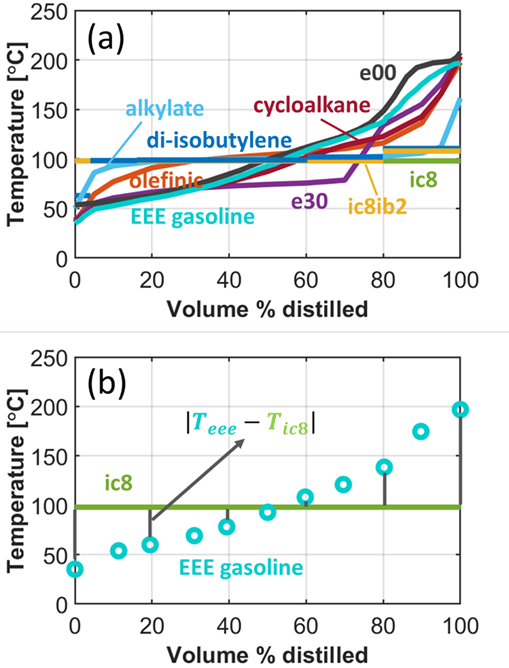 (a)
Temperature [°C]
250
200
150
100
50
0
e00
alkylate
cycloalkane
di-isobutylene
olefinic
EEE gasoline
e30
ic8ib2
ic8
0 20 40 60 80 100
Volume % distilled
(b)
Temperature [°C]
250
200
150
100
50
0
|T_eee − T_ic8|
ic8
EEE gasoline
0 20 40 60 80 100
Volume % distilled